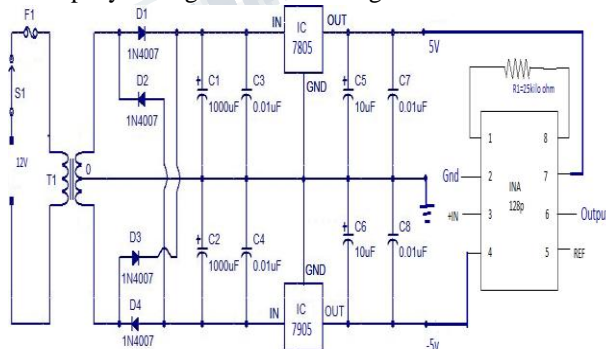 F1
S1
12V
T1
0
D1
1N4007
D2
1N4007
D3
1N4007
D4
1N4007
C1
1000uF
C3
0.01uF
C2
1000uF
C4
0.01uF
IN
IC
7805
OUT
GND
C5
10uF
C7
0.01uF
C6
10uF
C8
0.01uF
GND
IN
IC
7905
OUT
5V
-5v
R1=25kilo ohm
1
8
Gnd
2
7
INA
128p
+IN
3
6
Output
4
5
REF